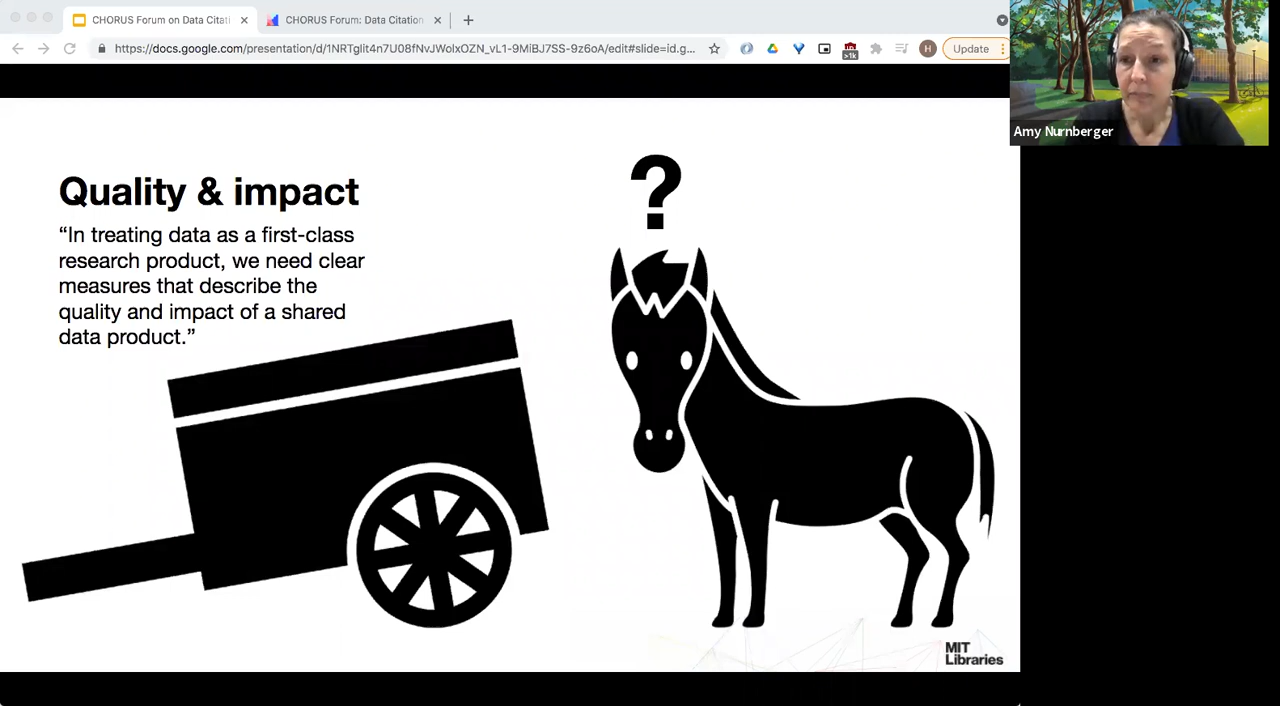 CHORUS Forum on Data Citati
CHORUS Forum: Data Citation
https://docs.google.com/presentation/d/1NRTglit4n7U08fNvJWolxOZN_vL1-9MiBJ7SS-9z6oA/edit#slide=id.g...
>1k
H
Update
Amy Nurnberger
?
Quality & impact
“In treating data as a first-class
research product, we need clear
measures that describe the
quality and impact of a shared
data product.”
MIT
Libraries